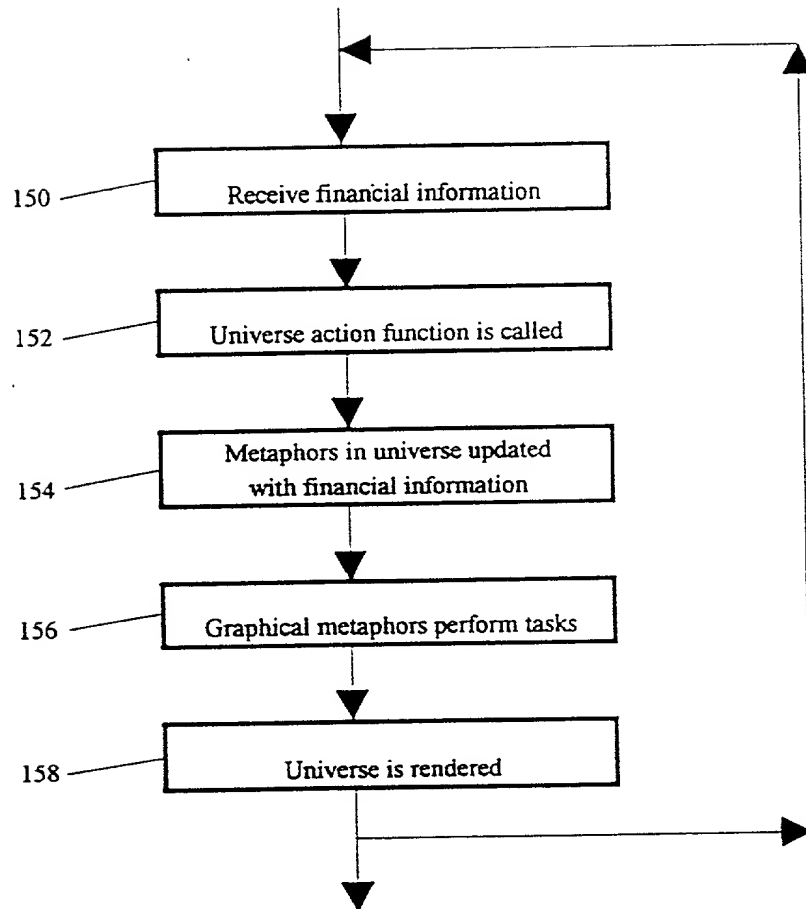 150
Receive financial information
152
Universe action function is called
154
Metaphors in universe updated
with financial information
156
Graphical metaphors perform tasks
158
Universe is rendered